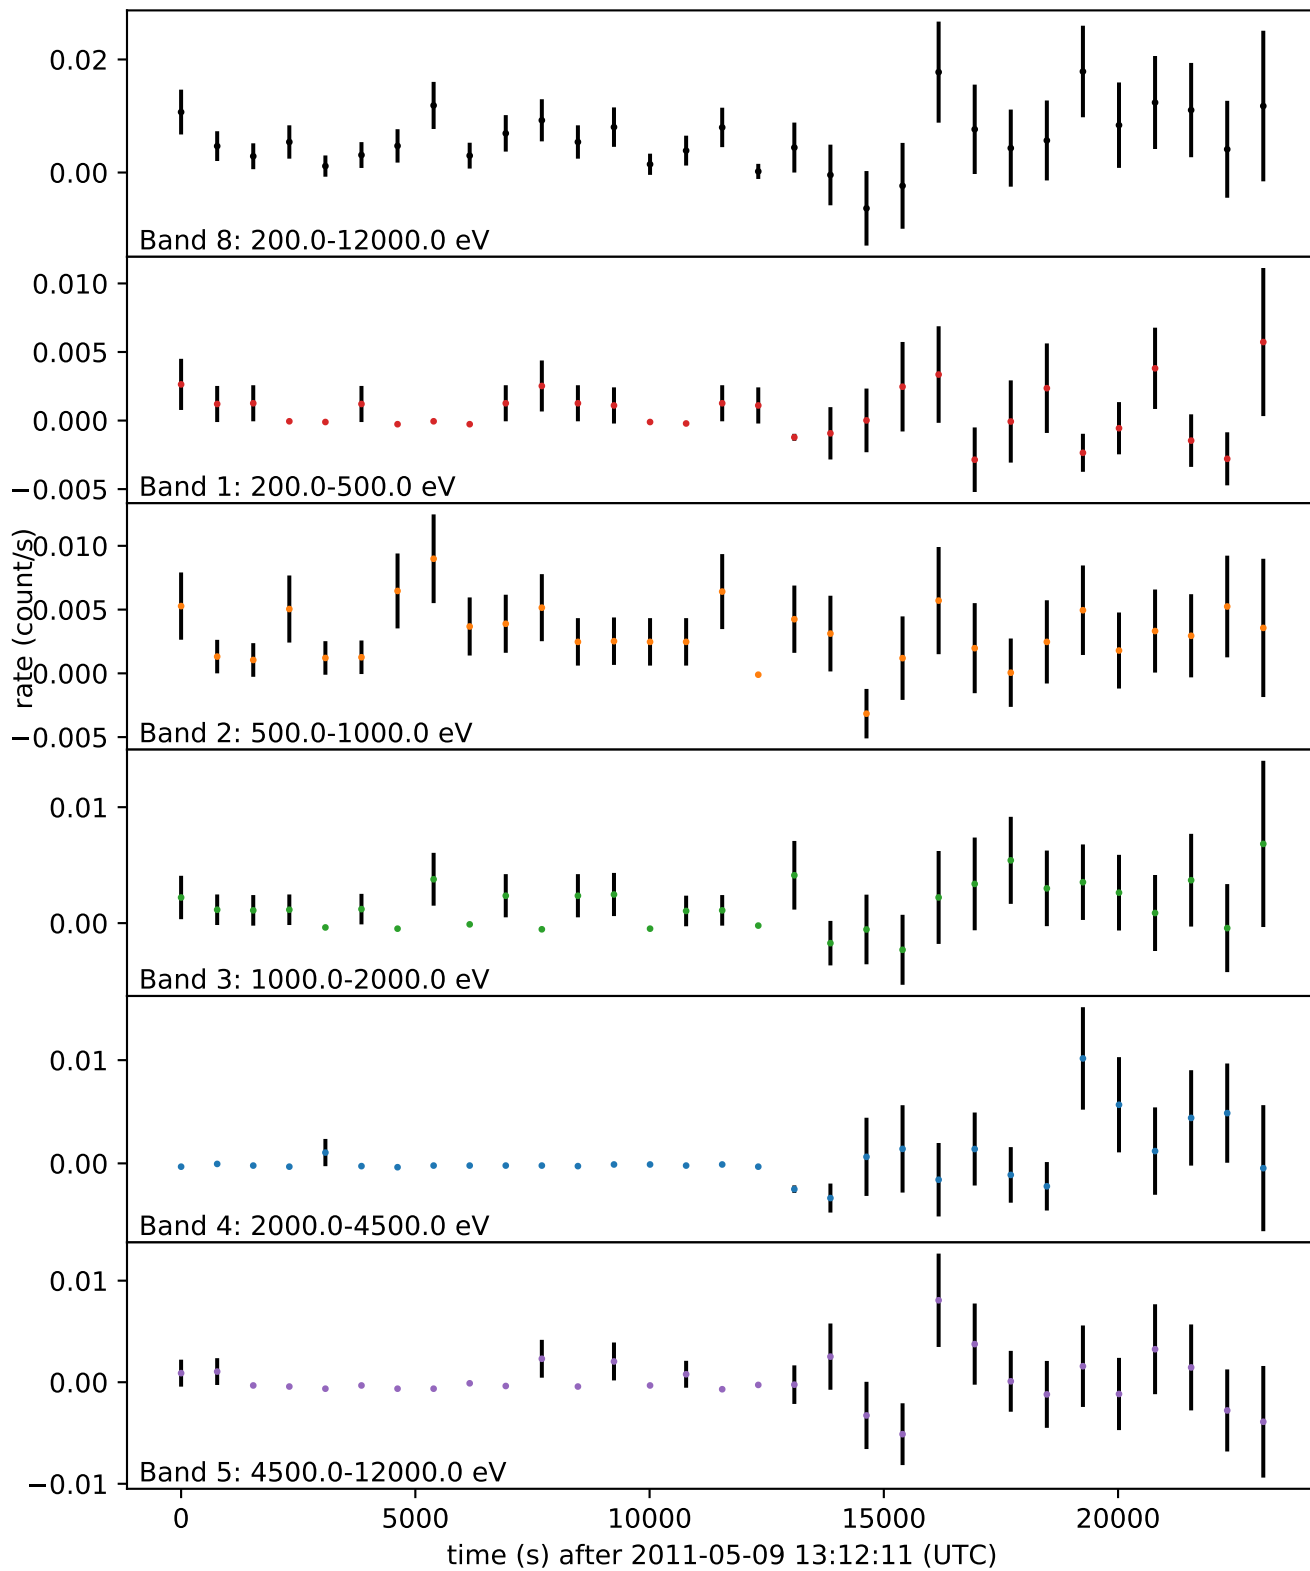 0.02
0.00
Band 8: 200.0-12000.0 eV
0.010
0.005
0.000
−0.005
Band 1: 200.0-500.0 eV
rate (count/s)
0.010
0.005
0.000
−0.005
Band 2: 500.0-1000.0 eV
0.01
0.00
Band 3: 1000.0-2000.0 eV
0.01
0.00
Band 4: 2000.0-4500.0 eV
0.01
0.00
−0.01
Band 5: 4500.0-12000.0 eV
0 5000 10000 15000 20000
time (s) after 2011-05-09 13:12:11 (UTC)